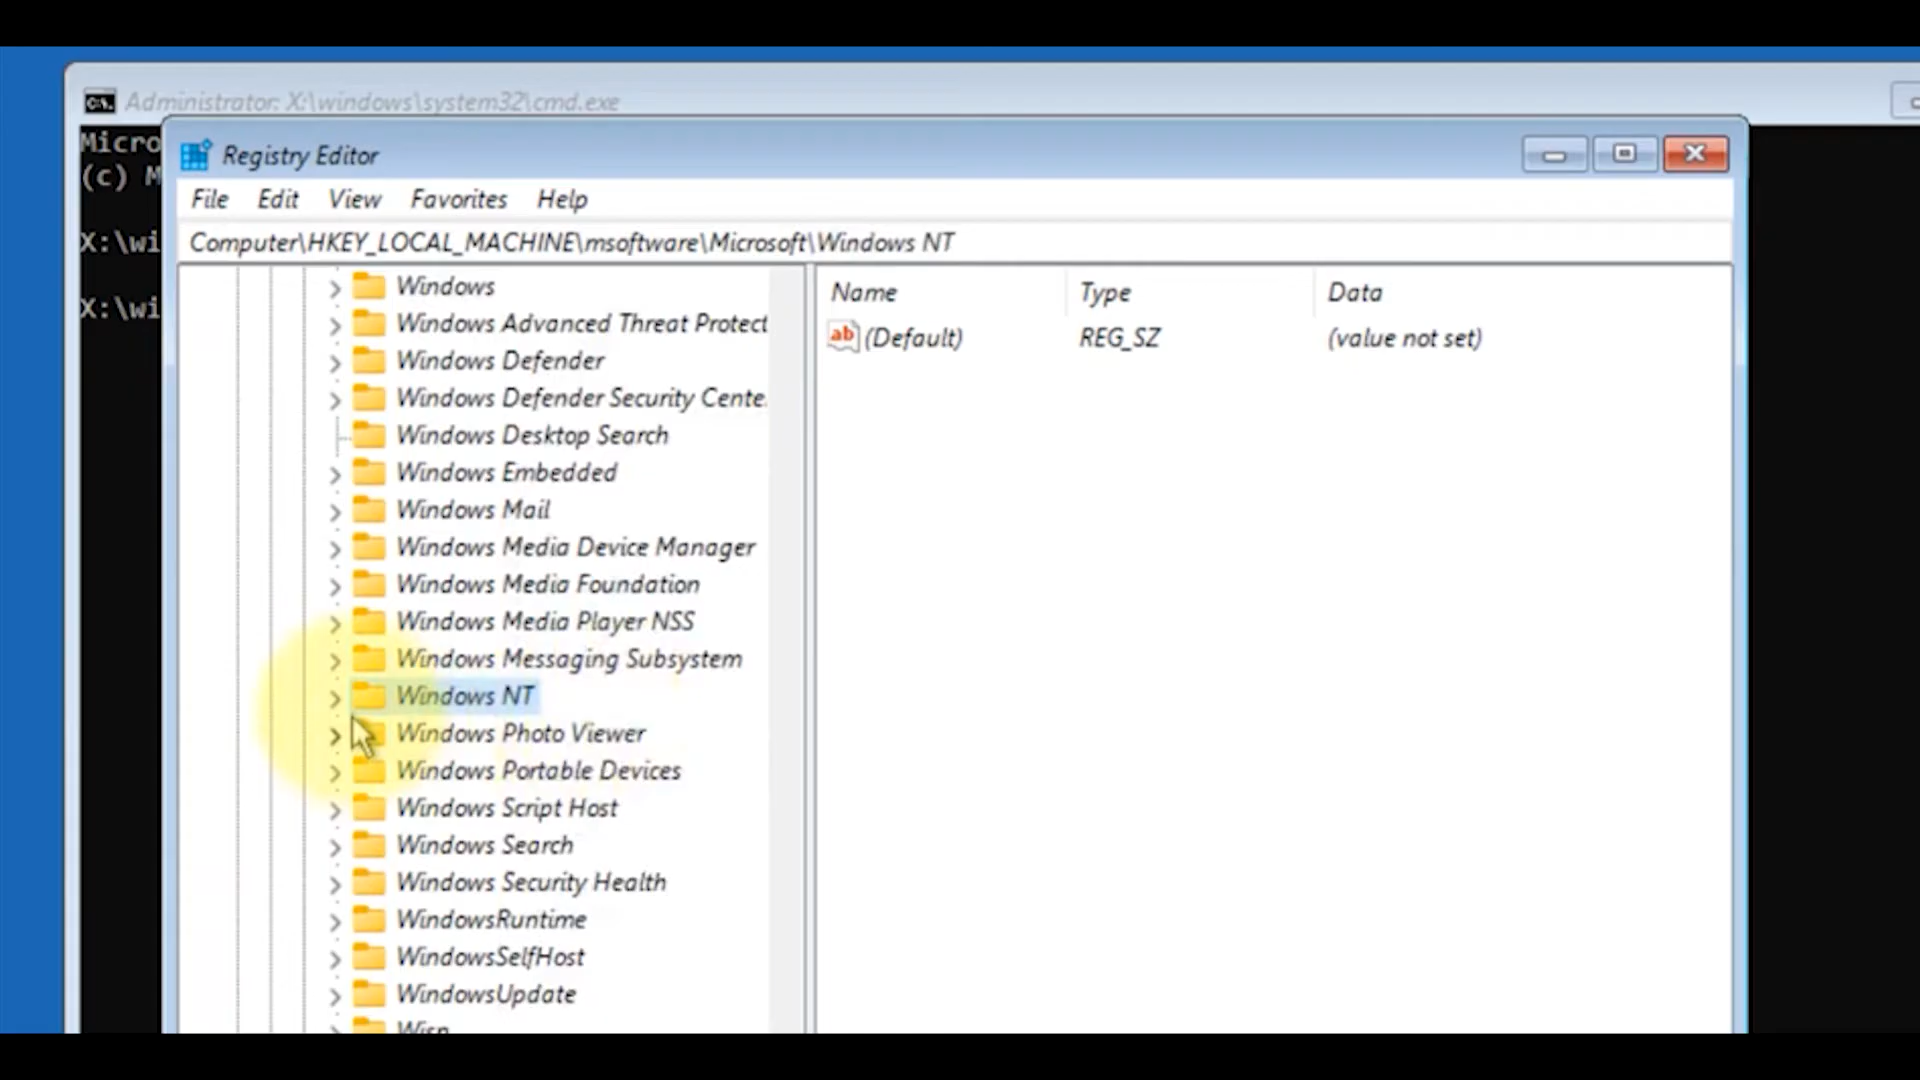 Administrator: X:\windows\system32\cmd.exe
Micro
(c) M
X:\wi
X:\wi
Registry Editor
File Edit View Favorites Help
Computer\HKEY_LOCAL_MACHINE\msoftware\Microsoft\Windows NT
Windows
Windows Advanced Threat Protect
Windows Defender
Windows Defender Security Cente
Windows Desktop Search
Windows Embedded
Windows Mail
Windows Media Device Manager
Windows Media Foundation
Windows Media Player NSS
Windows Messaging Subsystem
Windows NT
Windows Photo Viewer
Windows Portable Devices
Windows Script Host
Windows Search
Windows Security Health
WindowsRuntime
WindowsSelfHost
WindowsUpdate
Wisp
Name Type Data
ab (Default) REG_SZ (value not set)